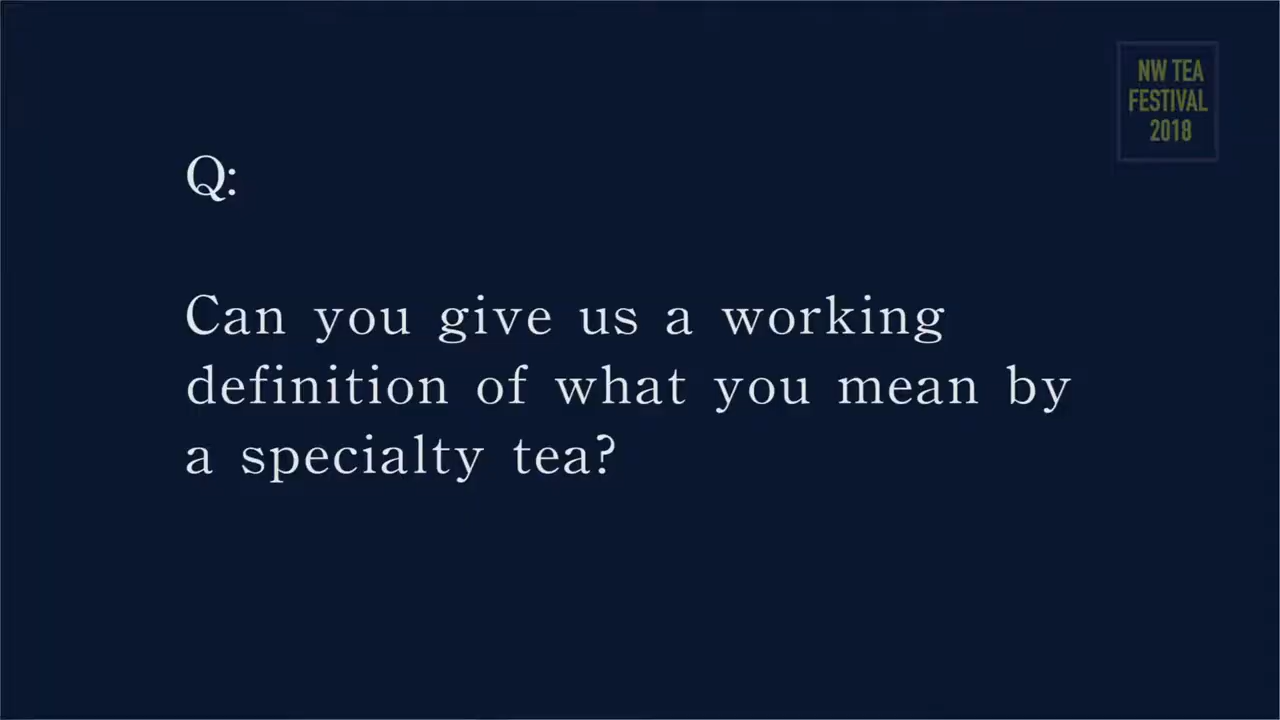 NW TEA
FESTIVAL
2018
Q:
Can you give us a working
definition of what you mean by
a specialty tea?